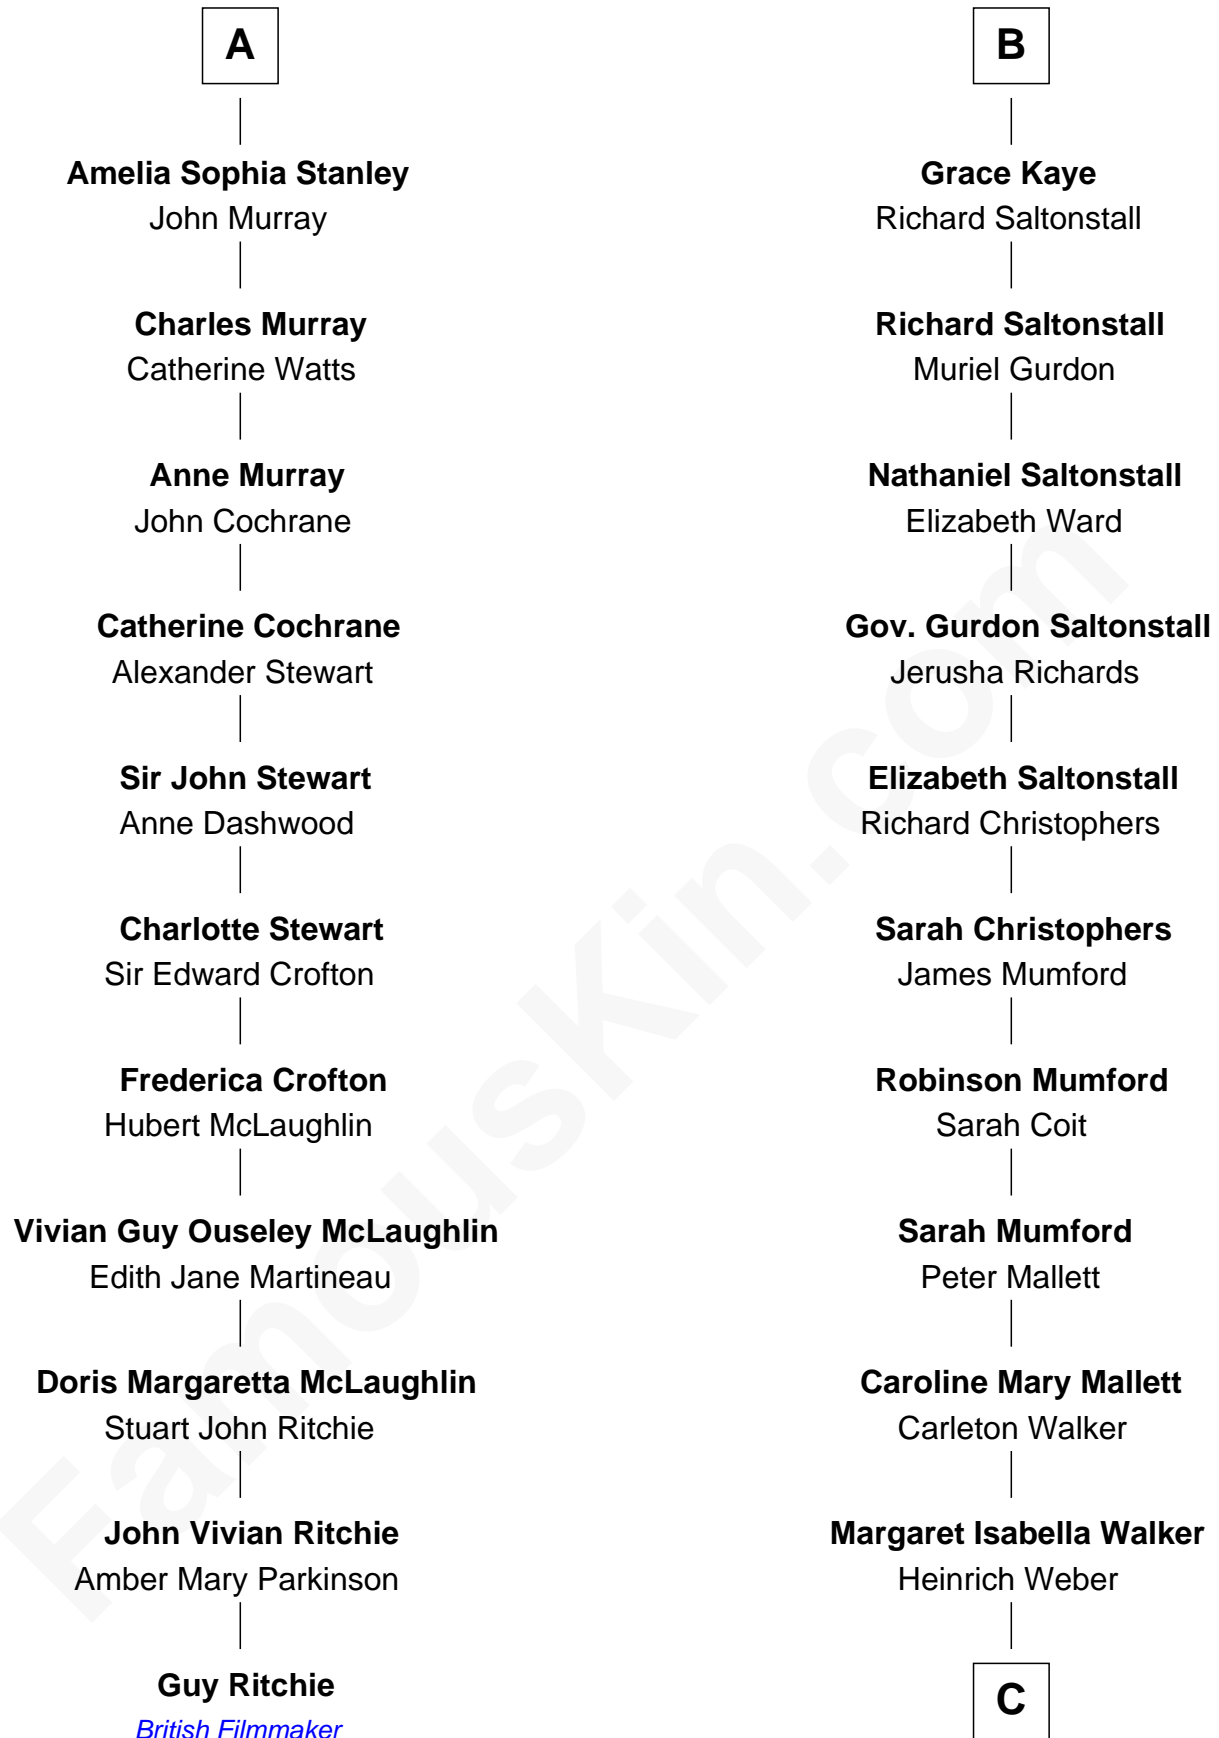 A
Amelia Sophia Stanley
John Murray
Charles Murray
Catherine Watts
Anne Murray
John Cochrane
Catherine Cochrane
Alexander Stewart
Sir John Stewart
Anne Dashwood
Charlotte Stewart
Sir Edward Crofton
Frederica Crofton
Hubert McLaughlin
Vivian Guy Ouseley McLaughlin
Edith Jane Martineau
Doris Margaretta McLaughlin
Stuart John Ritchie
John Vivian Ritchie
Amber Mary Parkinson
Guy Ritchie
British Filmmaker
B
Grace Kaye
Richard Saltonstall
Richard Saltonstall
Muriel Gurdon
Nathaniel Saltonstall
Elizabeth Ward
Gov. Gurdon Saltonstall
Jerusha Richards
Elizabeth Saltonstall
Richard Christophers
Sarah Christophers
James Mumford
Robinson Mumford
Sarah Coit
Sarah Mumford
Peter Mallett
Caroline Mary Mallett
Carleton Walker
Margaret Isabella Walker
Heinrich Weber
C
FamousKin.com